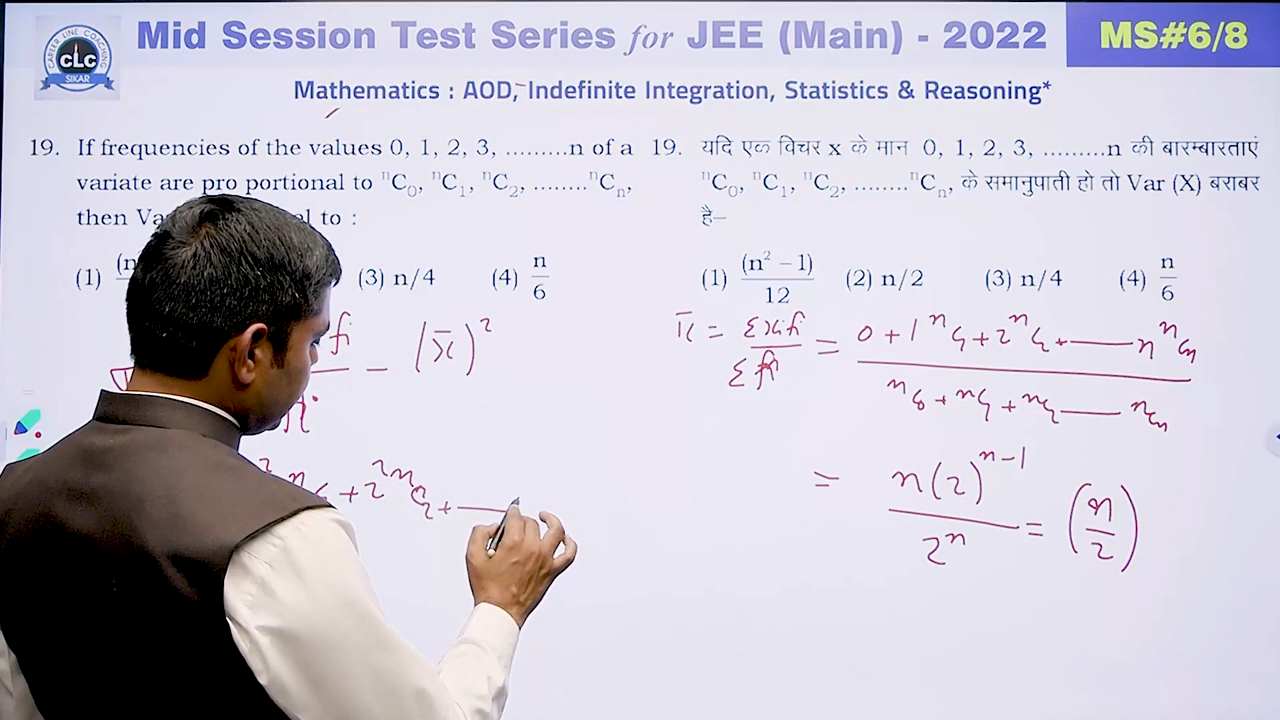 CAREER LINE COACHING
CLC
SIKAR
Mid Session Test Series for JEE (Main) - 2022
MS#6/8
Mathematics : AOD, Indefinite Integration, Statistics & Reasoning*
19. If frequencies of the values 0, 1, 2, 3, .........n of a
variate are pro portional to ⁿC₀, ⁿC₁, ⁿC₂, ........ⁿCₙ,
then Va l to :
(1) (n (3) n/4 (4) n/6
19. यदि एक विचर x के मान 0, 1, 2, 3, .........n की बारम्बारताएं
ⁿC₀, ⁿC₁, ⁿC₂, ........ⁿCₙ, के समानुपाती हो तो Var (X) बराबर
है–
(1) (n² – 1)/12 (2) n/2 (3) n/4 (4) n/6
fi – (x̄)²
+ 2² ⁿC₂ + ——
x̄ = Σxifi/Σfi = 0 + 1 ⁿC₁ + 2 ⁿC₂ + —— n ⁿCₙ / ⁿC₀ + ⁿC₁ + ⁿC₂ —— ⁿCₙ
= n(2)ⁿ⁻¹/2ⁿ = (n/2)